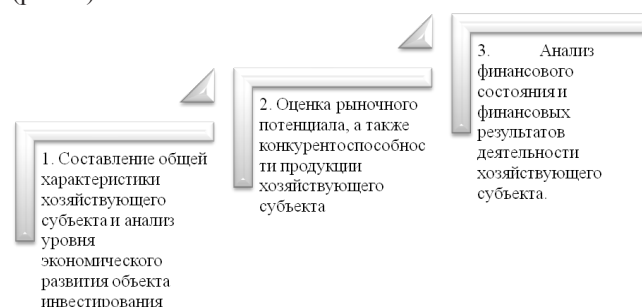 1. Составление общей
характеристики
хозяйствующего
субъекта и анализ
уровня
экономического
развития объекта
инвестирования
2. Оценка рыночного
потенциала, а также
конкурентоспособнос
ти продукции
хозяйствующего
субъекта
3. Анализ
финансового
состояния и
финансовых
результатов
деятельности
хозяйствующего
субъекта.